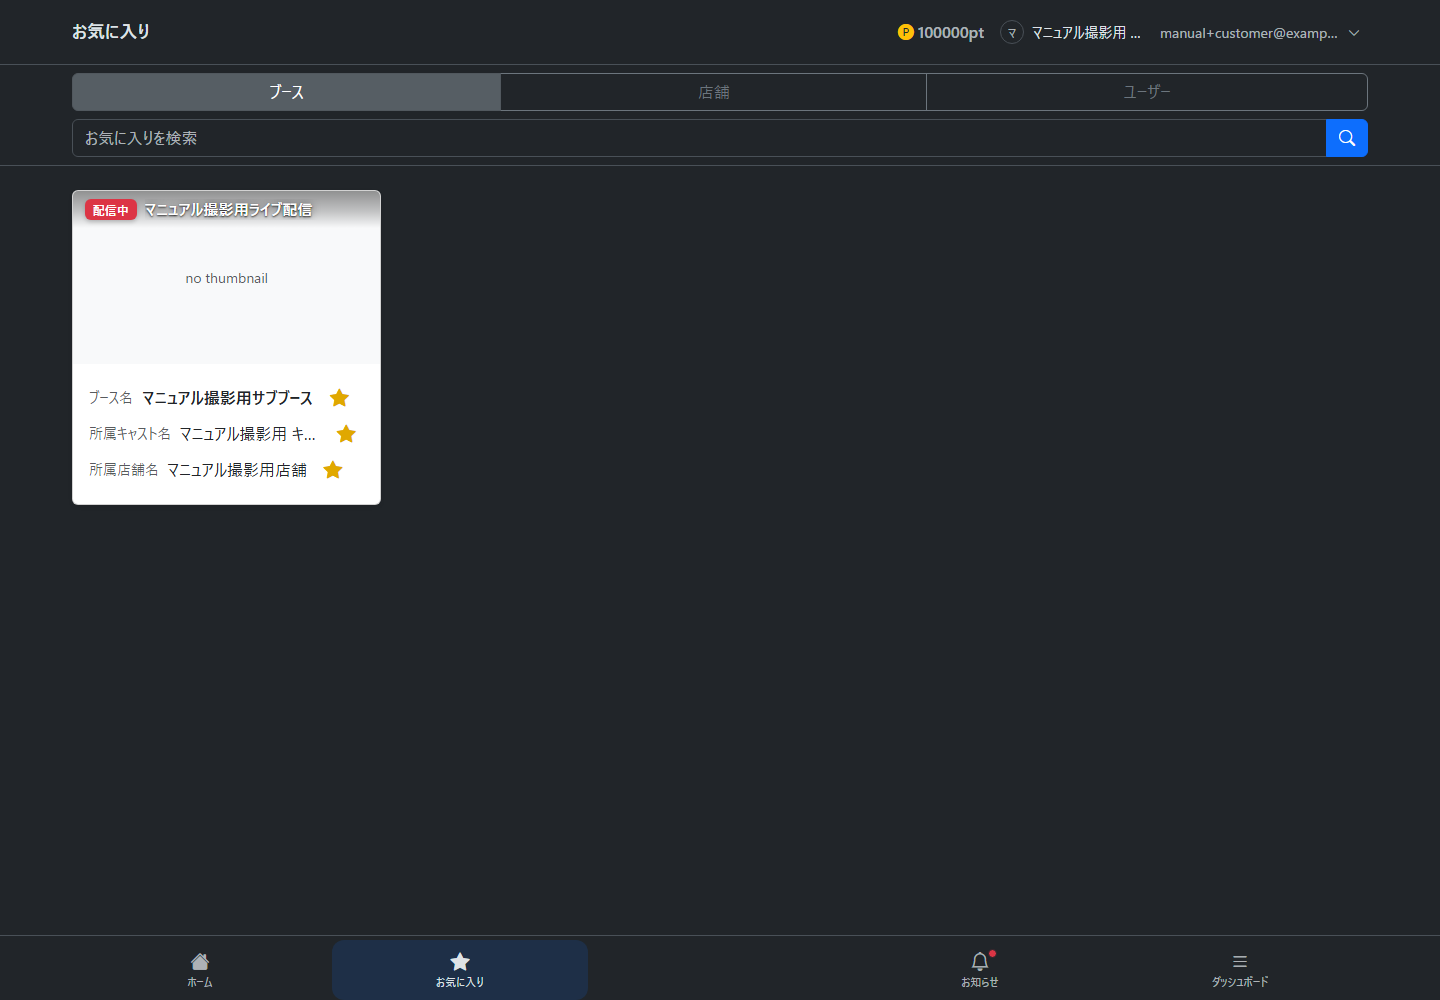 お気に入り
P 100000pt マ マニュアル撮影用 ... manual+customer@examp...
ブース 店舗 ユーザー
お気に入りを検索
配信中 マニュアル撮影用ライブ配信
no thumbnail
ブース名 マニュアル撮影用サブブース
所属キャスト名 マニュアル撮影用 キ...
所属店舗名 マニュアル撮影用店舗
ホーム お気に入り お知らせ ダッシュボード